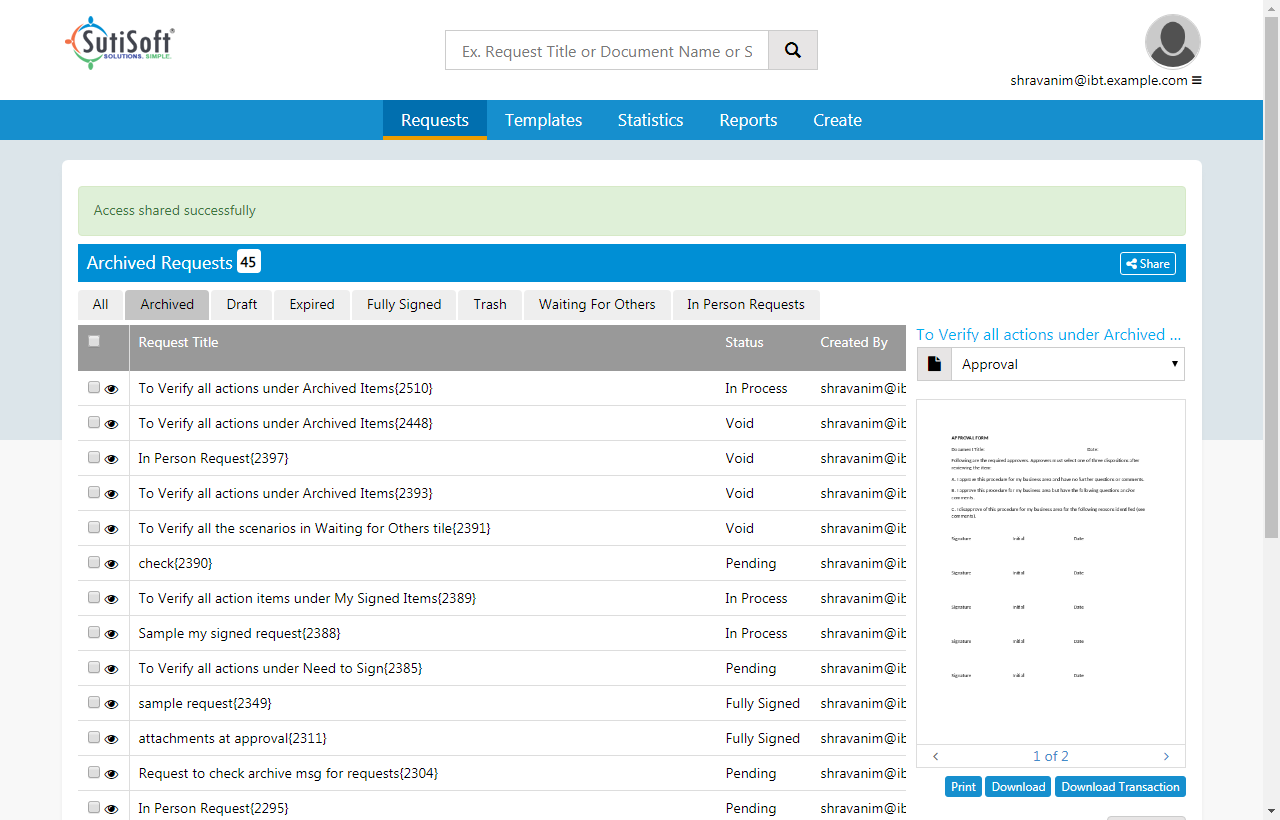 SutiSoft®
SOLUTIONS. SIMPLE.
Ex. Request Title or Document Name or S
shravanim@ibt.example.com
Requests Templates Statistics Reports Create
Access shared successfully
Archived Requests 45
Share
All Archived Draft Expired Fully Signed Trash Waiting For Others In Person Requests
Request Title Status Created By
To Verify all actions under Archived Items{2510} In Process shravanim@ib
To Verify all actions under Archived Items{2448} Void shravanim@ib
In Person Request{2397} Void shravanim@ib
To Verify all actions under Archived Items{2393} Void shravanim@ib
To Verify all the scenarios in Waiting for Others tile{2391} Void shravanim@ib
check{2390} Pending shravanim@ib
To Verify all action items under My Signed Items{2389} In Process shravanim@ib
Sample my signed request{2388} In Process shravanim@ib
To Verify all actions under Need to Sign{2385} Pending shravanim@ib
sample request{2349} Fully Signed shravanim@ib
attachments at approval{2311} Fully Signed shravanim@ib
Request to check archive msg for requests{2304} Pending shravanim@ib
In Person Request{2295} Pending shravanim@ib
To Verify all actions under Archived ...
Approval
APPROVAL FORM
Document Title: Date:
Following are the required approvers. Approvers must select one of three dispositions after
reviewing the item:
A. I approve this procedure for my business area and have no further questions or comments.
B. I approve this procedure for my business area but have the following questions and/or
comments.
C. I disapprove of this procedure for my business area for the following reasons identified (see
comments).
Signature Initial Date
Signature Initial Date
Signature Initial Date
Signature Initial Date
Signature Initial Date
1 of 2
Print Download Download Transaction